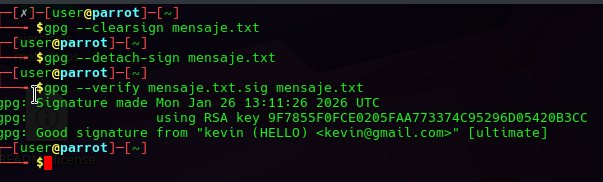 ─[✗]─[user@parrot]─[~]
── $gpg --clearsign mensaje.txt
─[user@parrot]─[~]
── $gpg --detach-sign mensaje.txt
─[user@parrot]─[~]
── $gpg --verify mensaje.txt.sig mensaje.txt
gpg: Signature made Mon Jan 26 13:11:26 2026 UTC
gpg:                using RSA key 9F7855F0FCE0205FAA773374C95296D05420B3CC
gpg: Good signature from "kevin (HELLO) <kevin@gmail.com>" [ultimate]
─[user@parrot]─[~]
── $